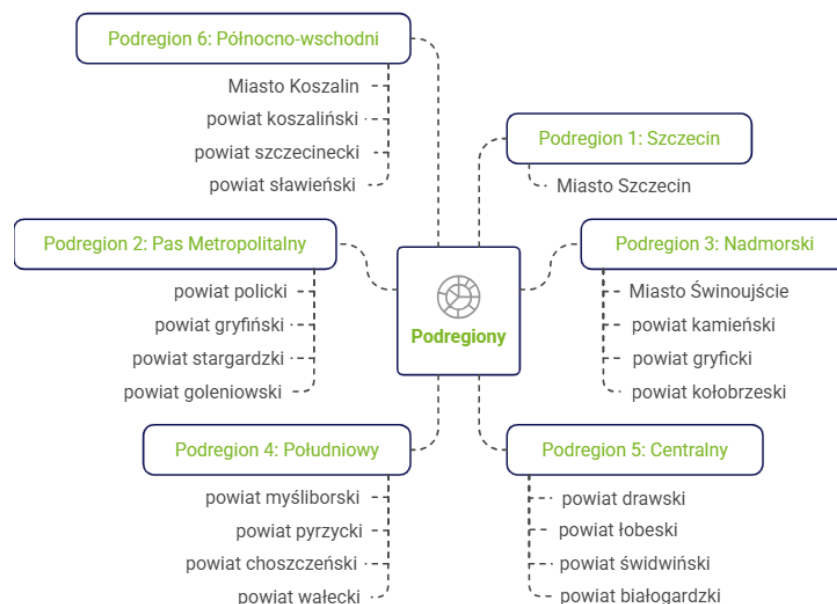 Podregion 6: Północno-wschodni
Miasto Koszalin
powiat koszaliński
powiat szczecinecki
powiat sławieński
Podregion 1: Szczecin
Miasto Szczecin
Podregion 2: Pas Metropolitalny
powiat policki
powiat gryfiński
powiat stargardzki
powiat goleniowski
Podregiony
Podregion 3: Nadmorski
Miasto Świnoujście
powiat kamieński
powiat gryficki
powiat kołobrzeski
Podregion 4: Południowy
powiat myśliborski
powiat pyrzycki
powiat choszczeński
powiat wałecki
Podregion 5: Centralny
powiat drawski
powiat łobeski
powiat świdwiński
powiat białogardzki